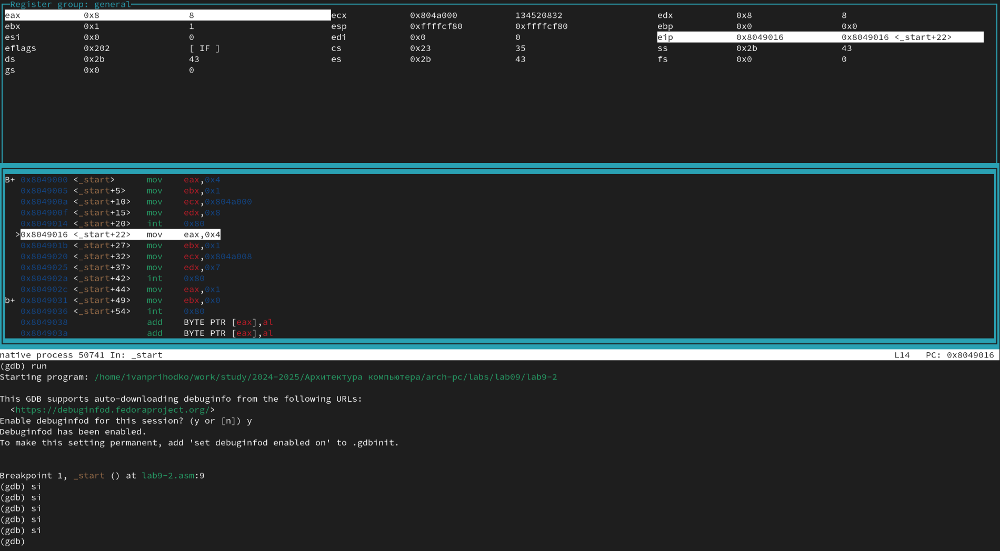 Register group: general
eax 0x8 8 ecx 0x804a000 134520832 edx 0x8 8
ebx 0x1 1 esp 0xffffcf80 0xffffcf80 ebp 0x0 0x0
esi 0x0 0 edi 0x0 0 eip 0x8049016 0x8049016 <_start+22>
eflags 0x202 [ IF ] cs 0x23 35 ss 0x2b 43
ds 0x2b 43 es 0x2b 43 fs 0x0 0
gs 0x0 0
B+ 0x8049000 <_start> mov eax,0x4
0x8049005 <_start+5> mov ebx,0x1
0x804900a <_start+10> mov ecx,0x804a000
0x804900f <_start+15> mov edx,0x8
0x8049014 <_start+20> int 0x80
>0x8049016 <_start+22> mov eax,0x4
0x804901b <_start+27> mov ebx,0x1
0x8049020 <_start+32> mov ecx,0x804a008
0x8049025 <_start+37> mov edx,0x7
0x804902a <_start+42> int 0x80
0x804902c <_start+44> mov eax,0x1
b+ 0x8049031 <_start+49> mov ebx,0x0
0x8049036 <_start+54> int 0x80
0x8049038 add BYTE PTR [eax],al
0x804903a add BYTE PTR [eax],al
native process 50741 In: _start L14 PC: 0x8049016
(gdb) run
Starting program: /home/ivanprihodko/work/study/2024-2025/Архитектура компьютера/arch-pc/labs/lab09/lab9-2
This GDB supports auto-downloading debuginfo from the following URLs:
<https://debuginfod.fedoraproject.org/>
Enable debuginfod for this session? (y or [n]) y
Debuginfod has been enabled.
To make this setting permanent, add 'set debuginfod enabled on' to .gdbinit.
Breakpoint 1, _start () at lab9-2.asm:9
(gdb) si
(gdb) si
(gdb) si
(gdb) si
(gdb) si
(gdb)